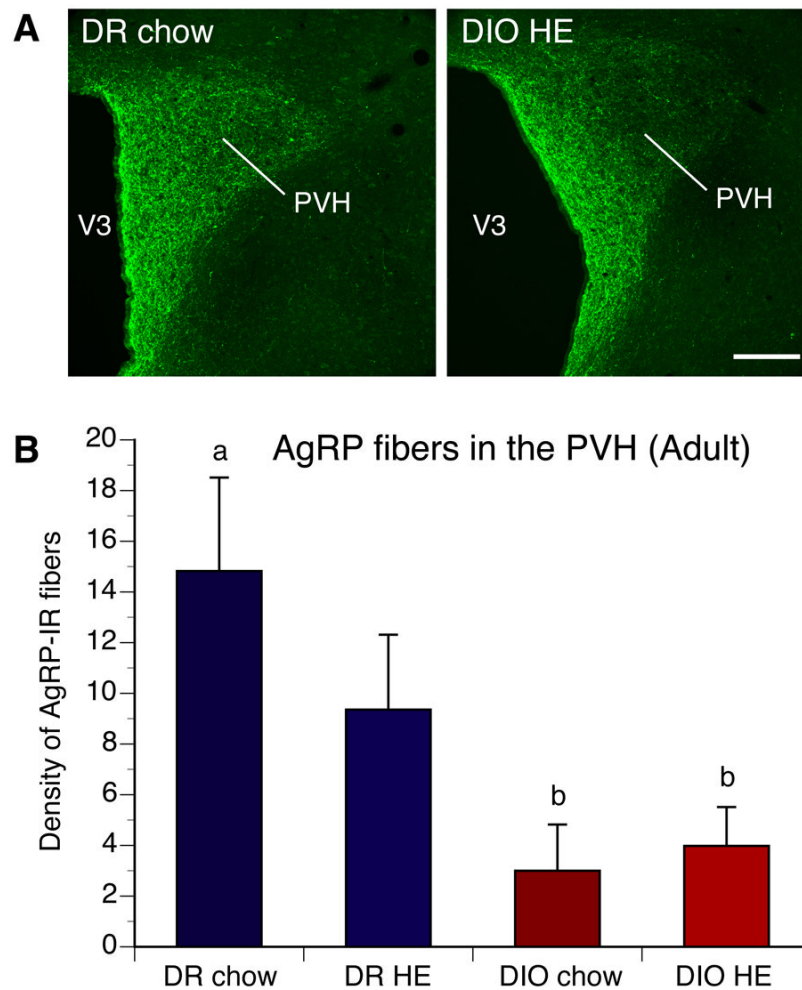 A
DR chow
DIO HE
PVH
PVH
V3
V3
B
AgRP fibers in the PVH (Adult)
Density of AgRP-IR fibers
20
18
16
14
12
10
8
6
4
2
0
a
b
b
DR chow
DR HE
DIO chow
DIO HE